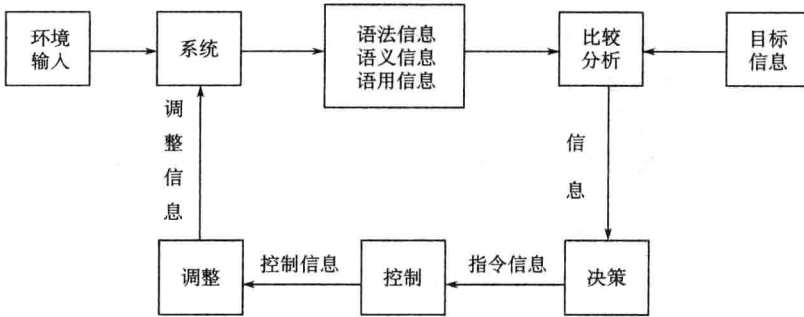 环境
输入
系统
语法信息
语义信息
语用信息
比较
分析
目标
信息
调整信息
信息
调整
控制信息
控制
指令信息
决策